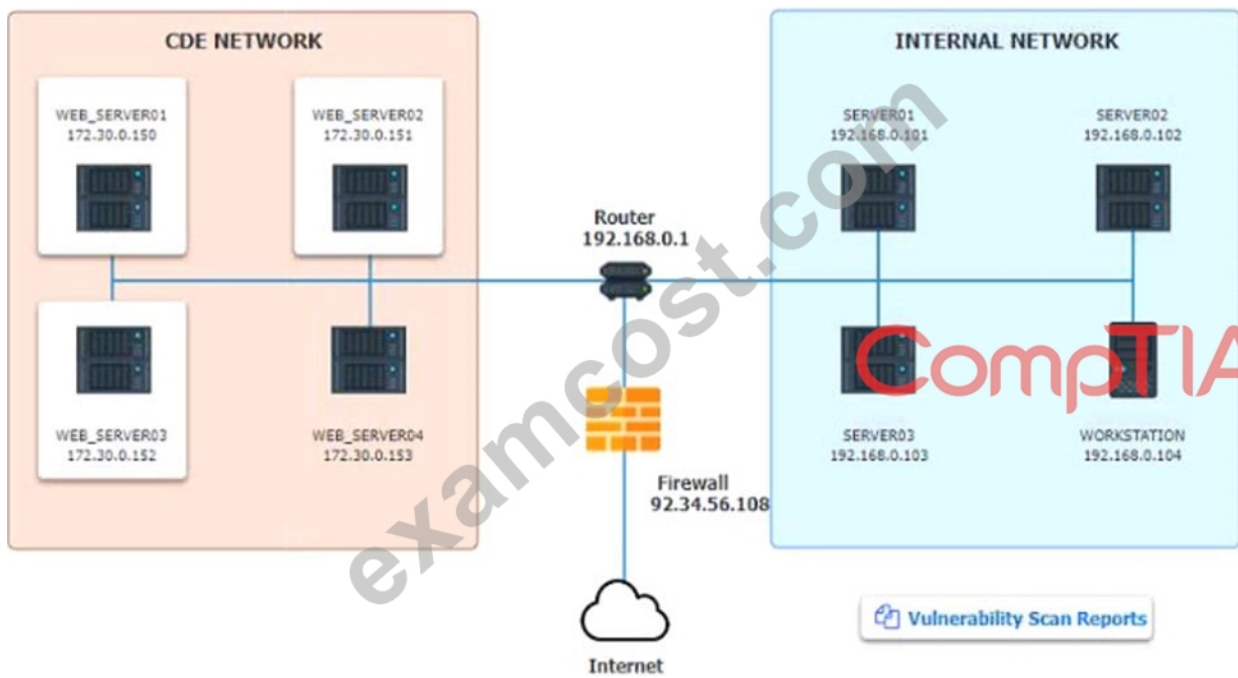 CDE NETWORK
WEB_SERVER01
172.30.0.150
WEB_SERVER02
172.30.0.151
WEB_SERVER03
172.30.0.152
WEB_SERVER04
172.30.0.153
Router
192.168.0.1
Firewall
92.34.56.108
Internet
INTERNAL NETWORK
SERVER01
192.168.0.101
SERVER02
192.168.0.102
SERVER03
192.168.0.103
WORKSTATION
192.168.0.104
Vulnerability Scan Reports
examcost.com
CompTIA